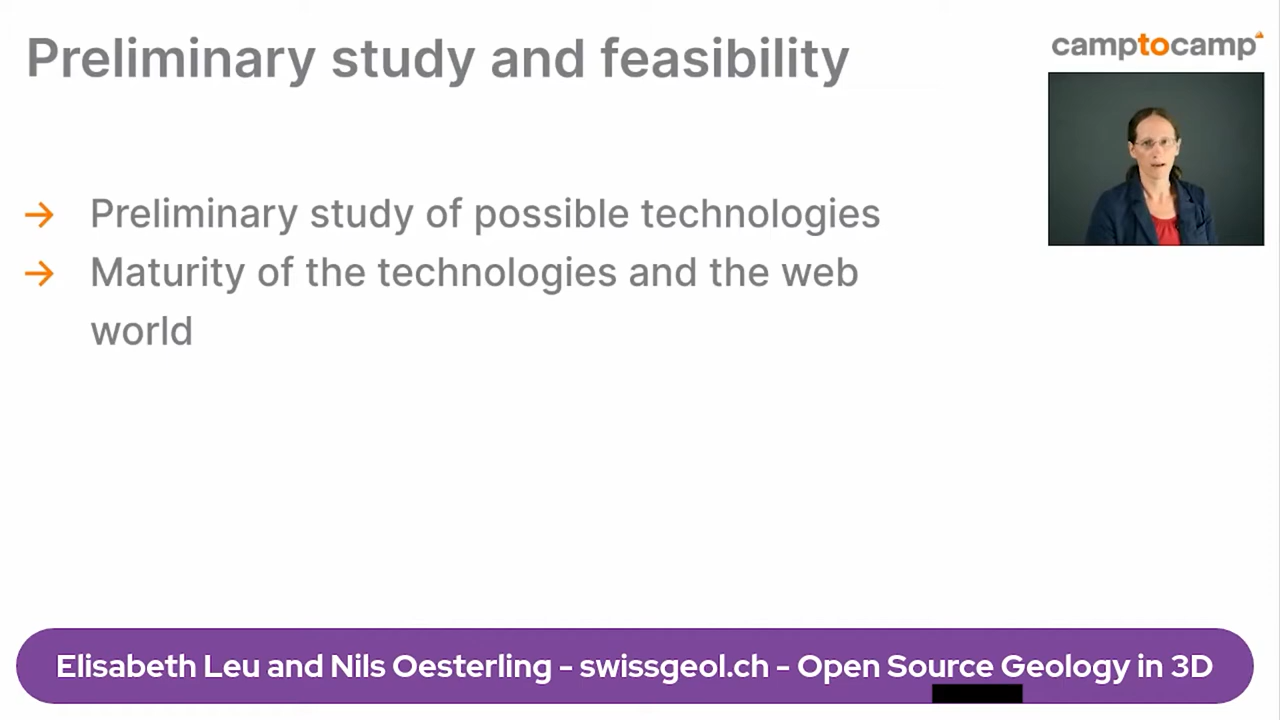 Preliminary study and feasibility
camptocamp
→ Preliminary study of possible technologies
→ Maturity of the technologies and the web
world
Elisabeth Leu and Nils Oesterling - swissgeol.ch - Open Source Geology in 3D